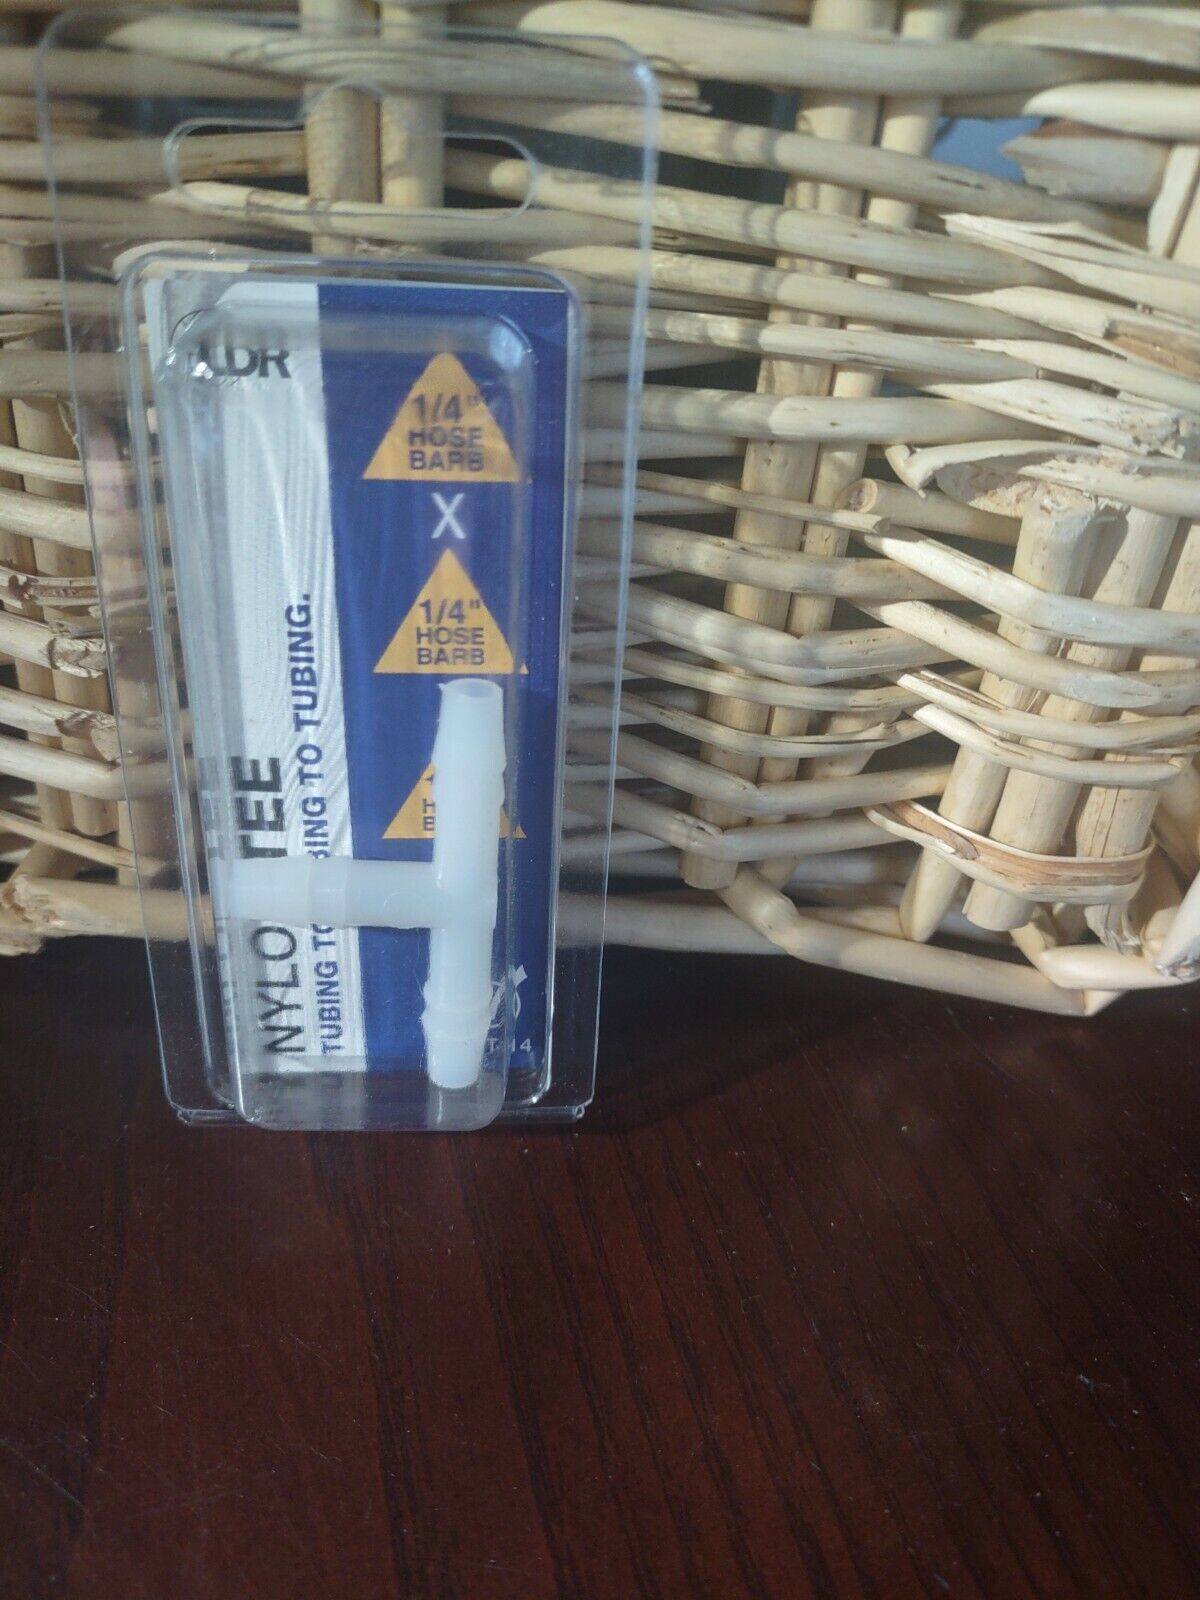 LDR
1/4"
HOSE
BARB
X
1/4"
HOSE
BARB
NYLO TEE
TUBING TO TUBING TO TUBING.